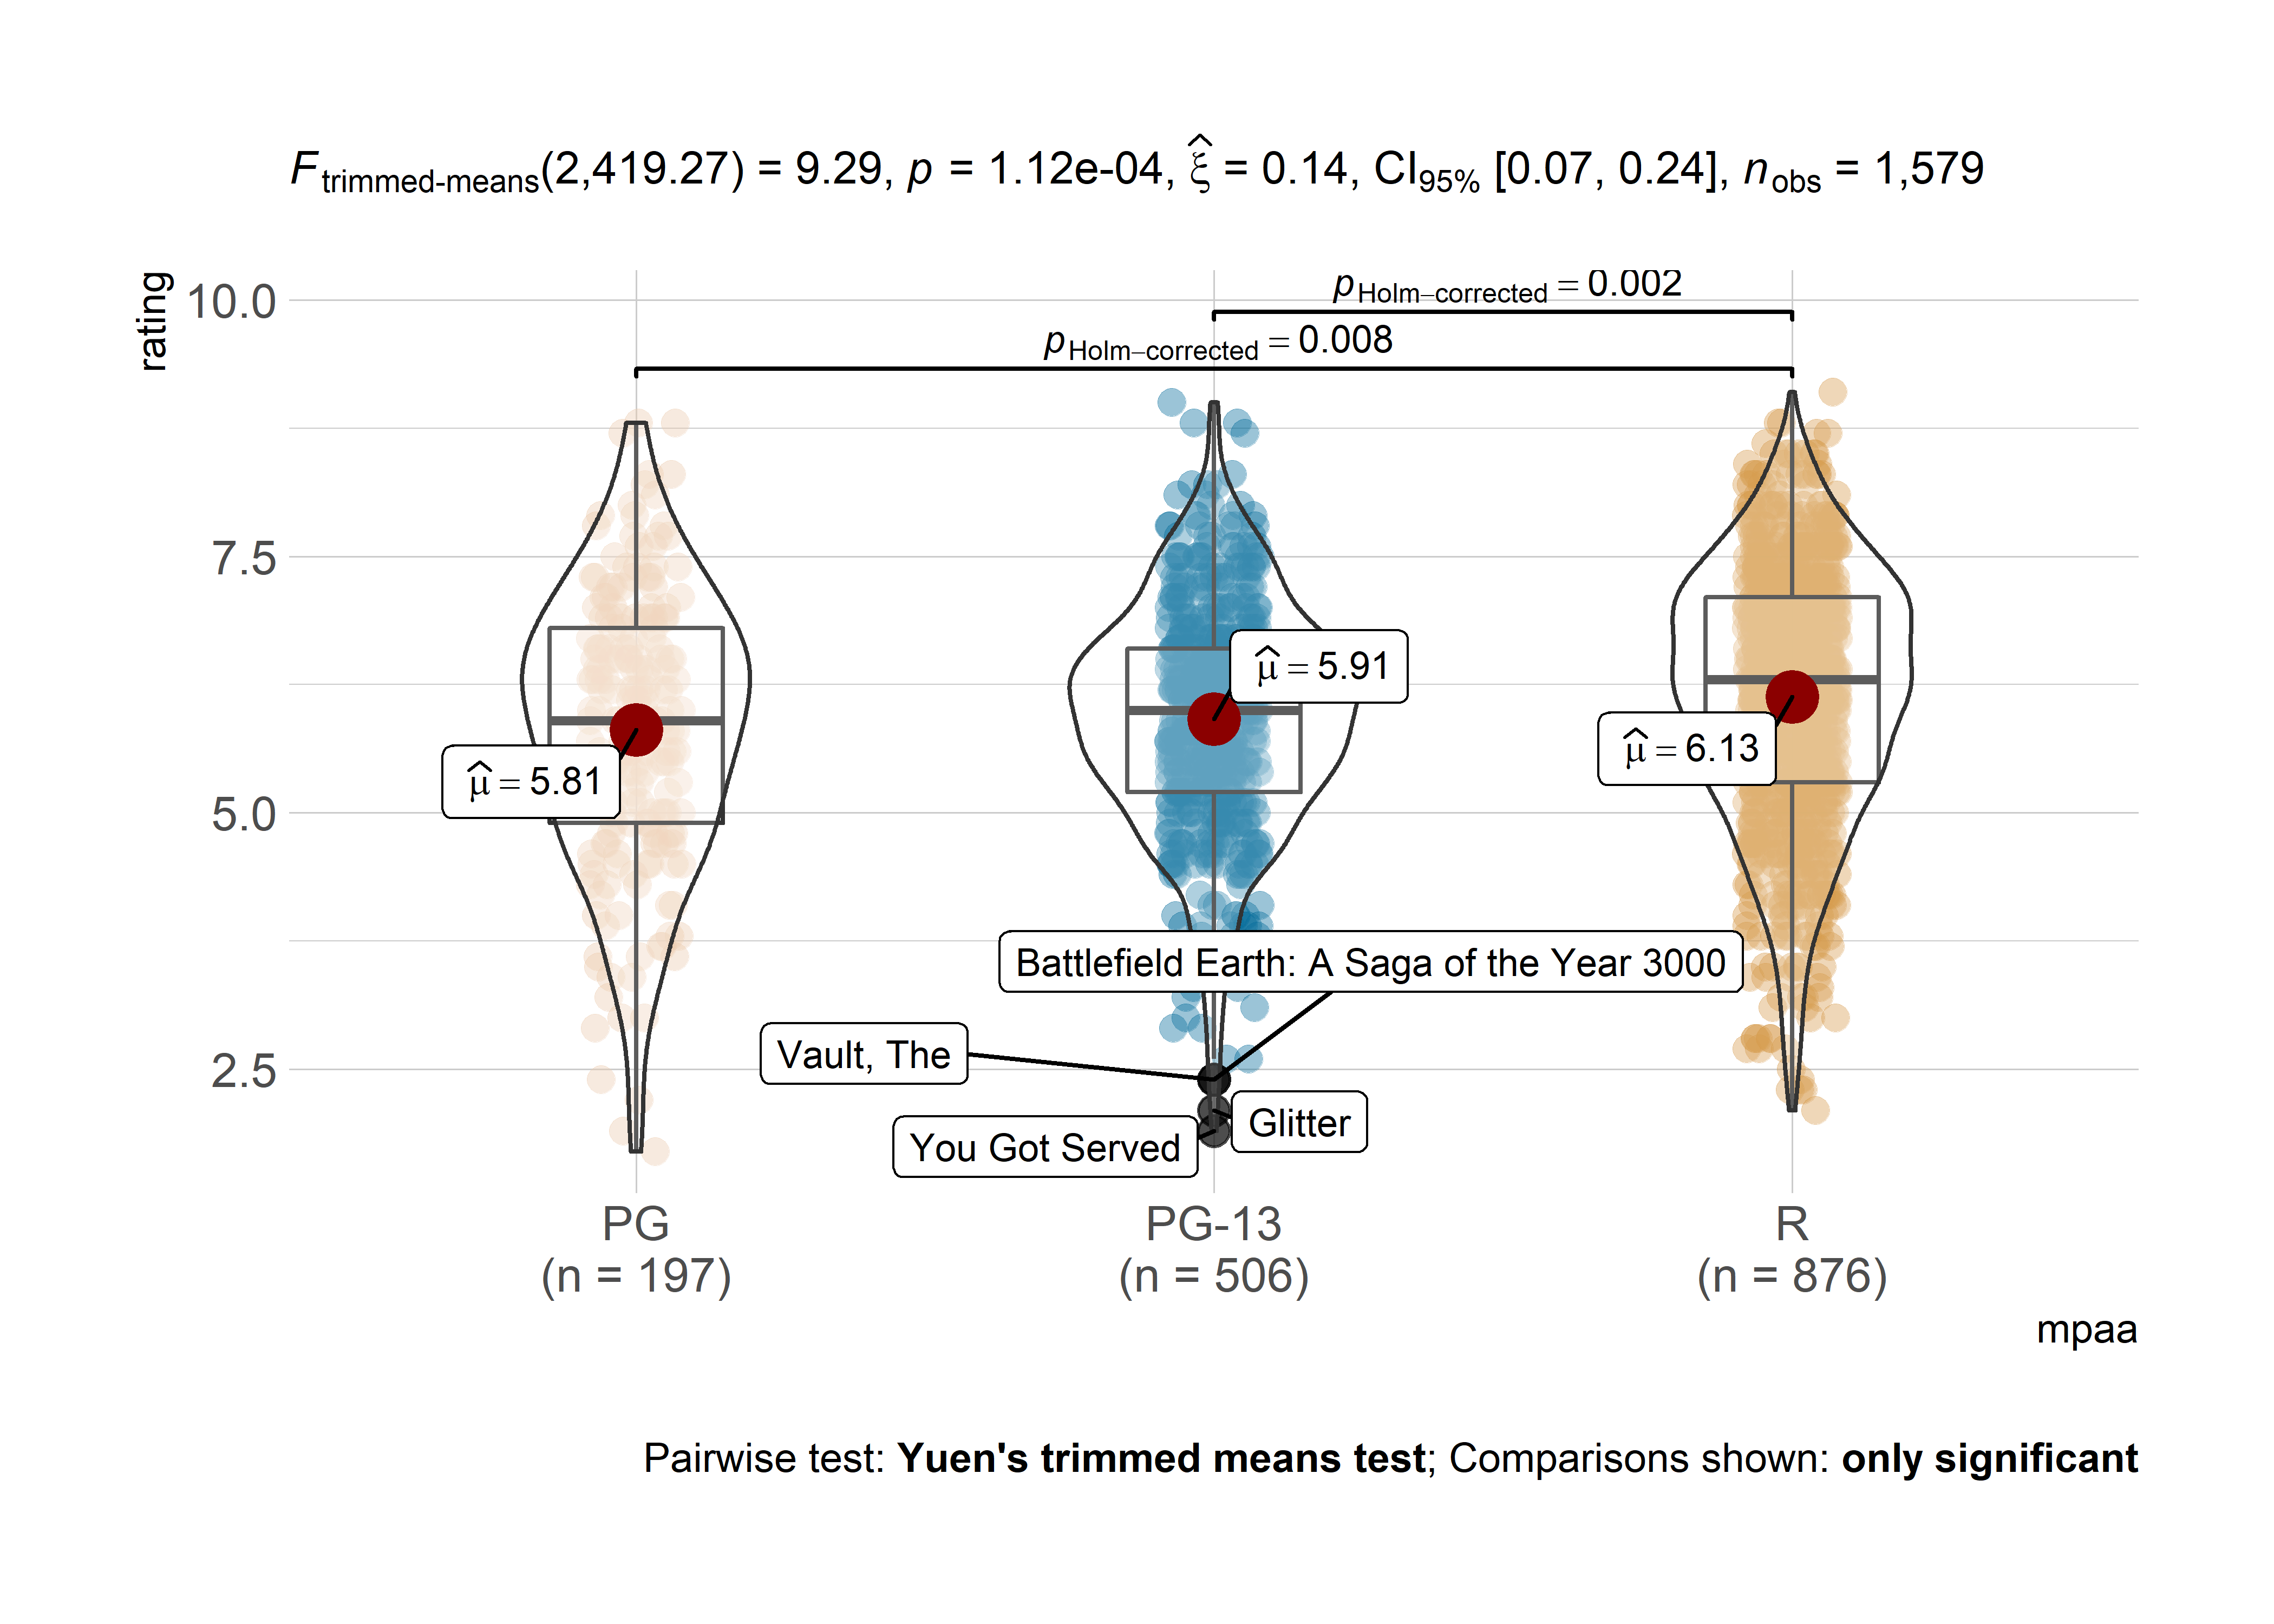 F trimmed-means(2,419.27) = 9.29, p = 1.12e-04, ξ̂ = 0.14, CI95% [0.07, 0.24], nobs = 1,579
rating
10.0
7.5
5.0
2.5
pHolm−corrected = 0.002
pHolm−corrected = 0.008
μ̂ = 5.91
μ̂ = 6.13
μ̂ = 5.81
Battlefield Earth: A Saga of the Year 3000
Vault, The
Glitter
You Got Served
PG
(n = 197)
PG-13
(n = 506)
R
(n = 876)
mpaa
Pairwise test: Yuen's trimmed means test; Comparisons shown: only significant